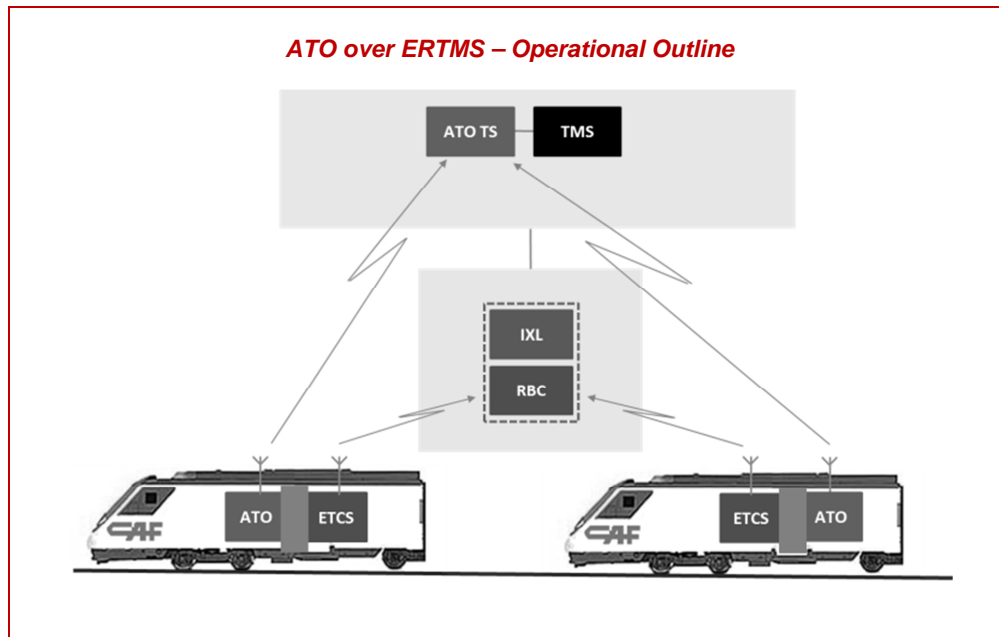 ATO over ERTMS – Operational Outline
ATO TS
TMS
IXL
RBC
ATO
ETCS
CAF
ETCS
ATO
CAF